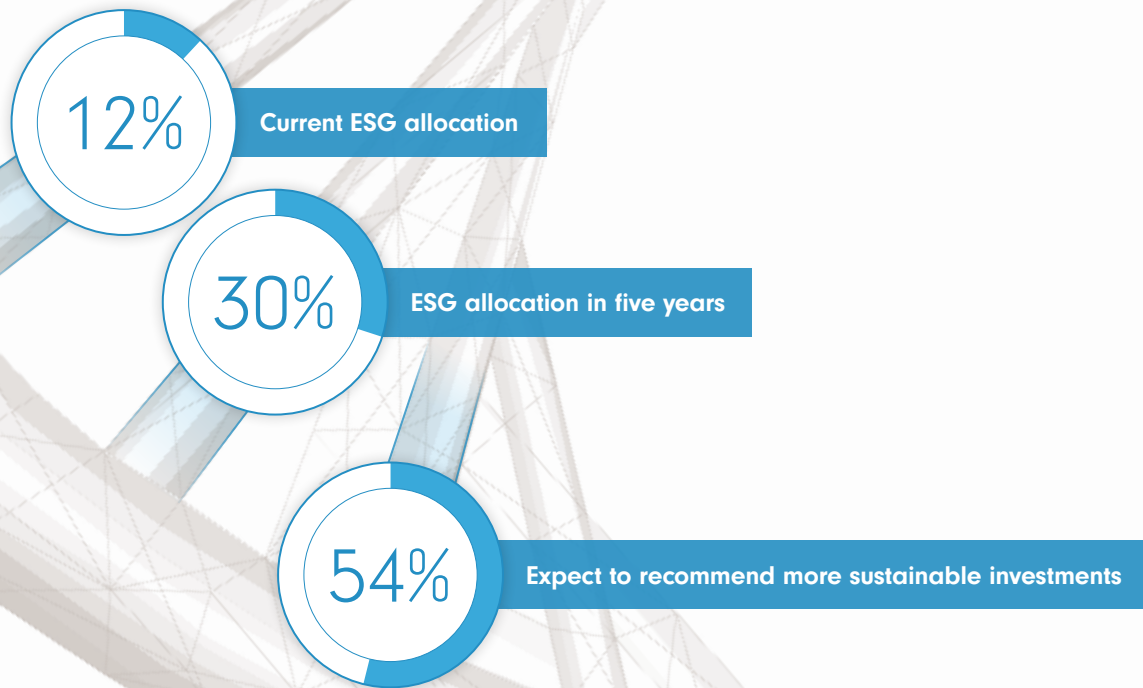 12%
Current ESG allocation
30%
ESG allocation in five years
54%
Expect to recommend more sustainable investments